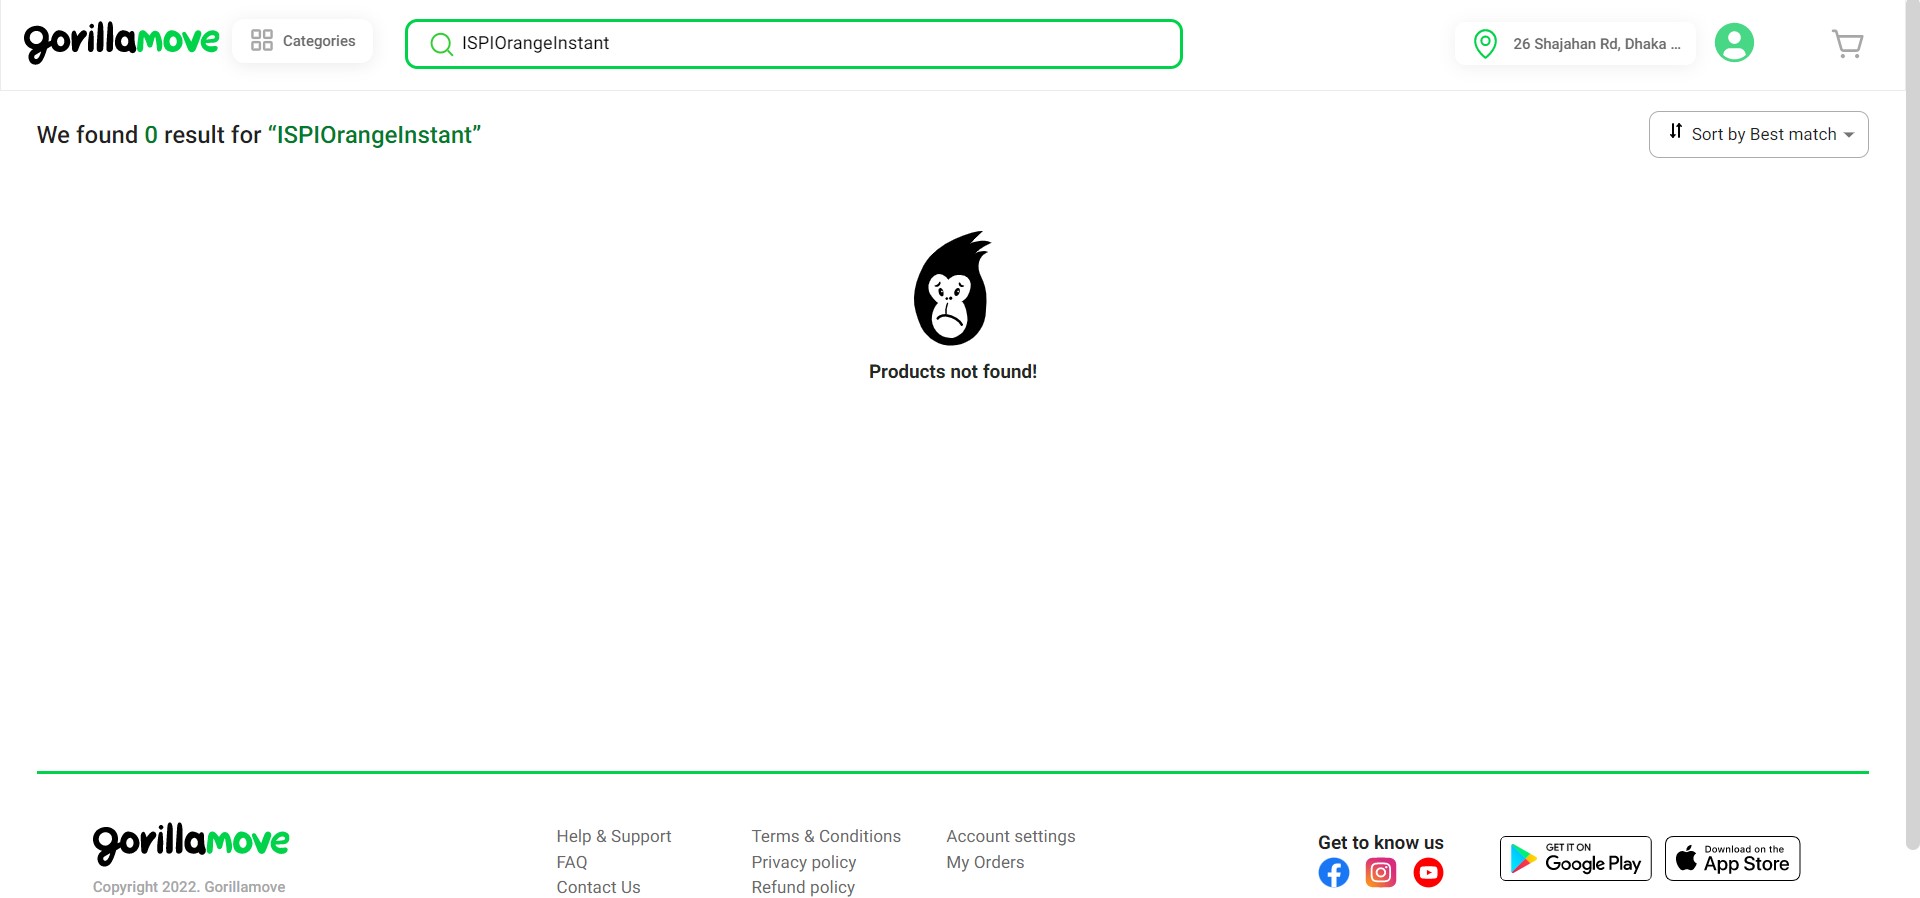 gorillamove
Categories
ISPIOrangeInstant
26 Shajahan Rd, Dhaka ...
We found 0 result for “ISPIOrangeInstant”
Sort by Best match
Products not found!
gorillamove
Copyright 2022. Gorillamove
Help & Support
FAQ
Contact Us
Terms & Conditions
Privacy policy
Refund policy
Account settings
My Orders
Get to know us
GET IT ON
Google Play
Download on the
App Store